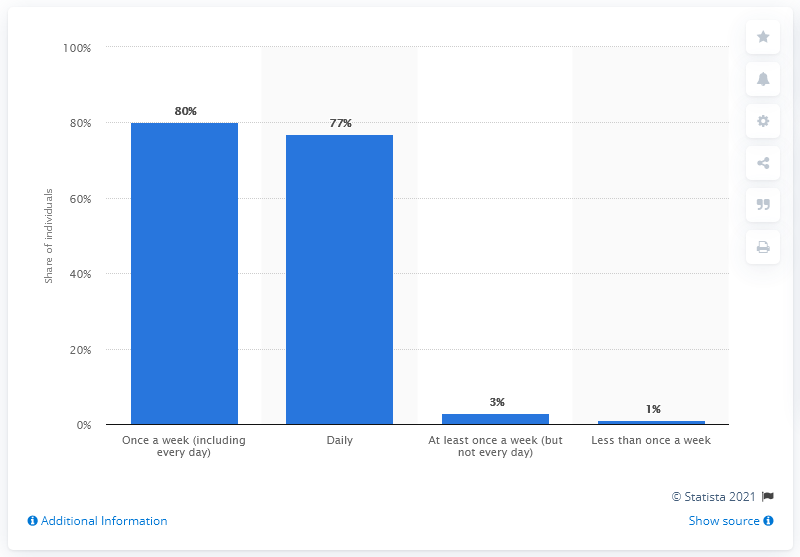 100%
80%
60%
40%
20%
0%
Share of individuals
80%
77%
3%
1%
Once a week (including
every day)
Daily
At least once a week (but
not every day)
Less than once a week
© Statista 2021
Additional Information
Show source